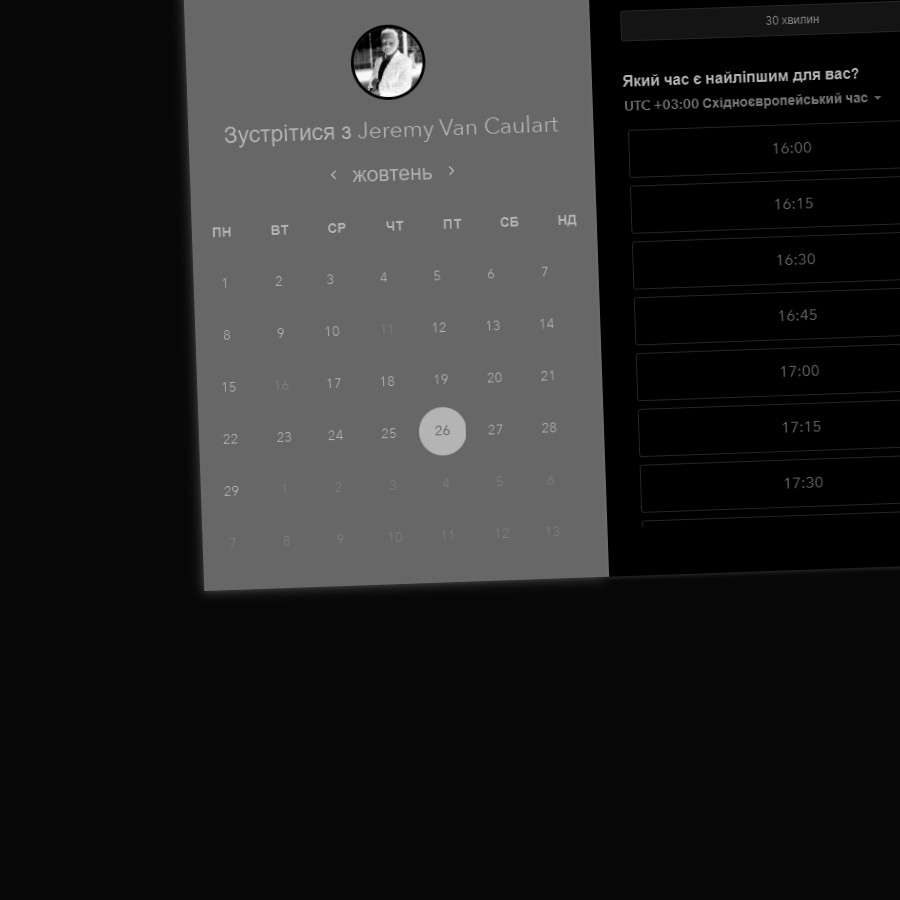 Зустрітися з Jeremy Van Caulart
‹ жовтень ›
ПН ВТ СР ЧТ ПТ СБ НД
1 2 3 4 5 6 7
8 9 10 11 12 13 14
15 16 17 18 19 20 21
22 23 24 25 26 27 28
29 1 2 3 4 5 6
7 8 9 10 11 12 13
30 хвилин
Який час є найліпшим для вас?
UTC +03:00 Східноєвропейський час
16:00
16:15
16:30
16:45
17:00
17:15
17:30